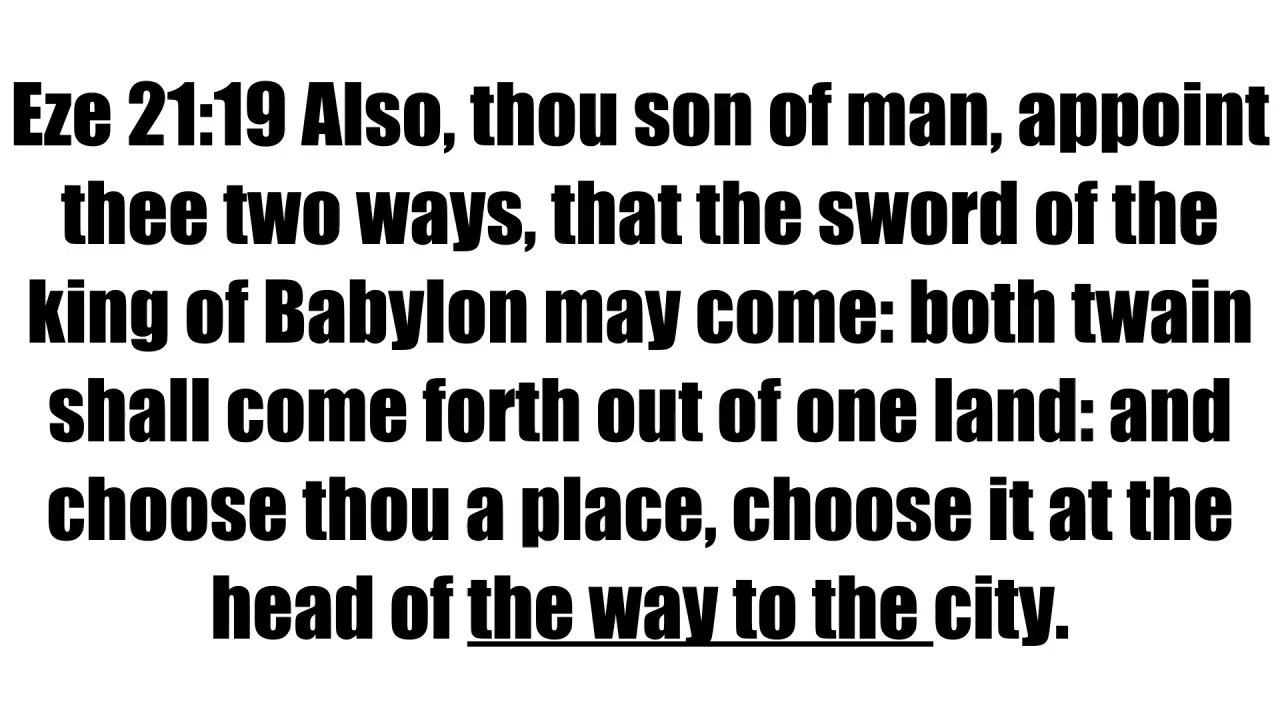 Eze 21:19 Also, thou son of man, appoint
thee two ways, that the sword of the
king of Babylon may come: both twain
shall come forth out of one land: and
choose thou a place, choose it at the
head of the way to the city.